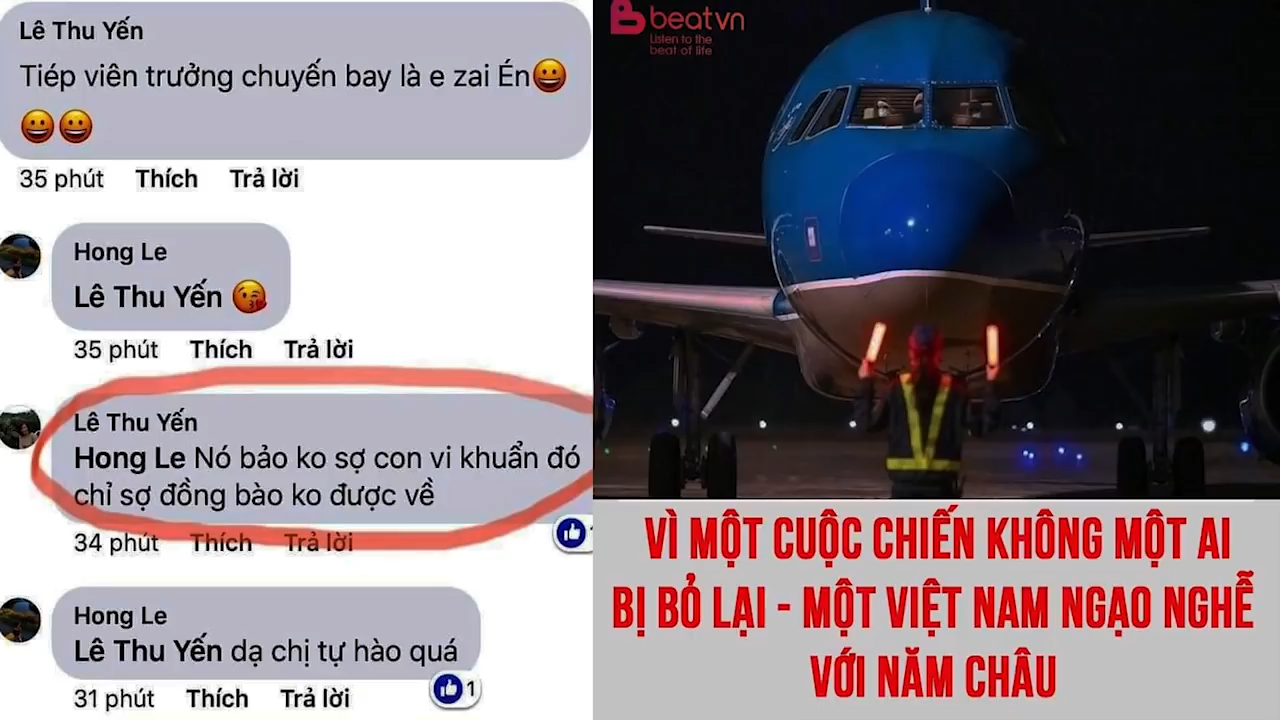 Lê Thu Yến
Tiép viên trưởng chuyến bay là e zai Én😀
😀😀
35 phút Thích Trả lời
Hong Le
Lê Thu Yến 😘
35 phút Thích Trả lời
Lê Thu Yến
Hong Le Nó bảo ko sợ con vi khuẩn đó
chỉ sợ đồng bào ko được về
34 phút Thích Trả lời
Hong Le
Lê Thu Yến dạ chị tự hào quá
31 phút Thích Trả lời
1
beatvn
Listen to the
beat of life
VÌ MỘT CUỘC CHIẾN KHÔNG MỘT AI
BỊ BỎ LẠI - MỘT VIỆT NAM NGẠO NGHỄ
VỚI NĂM CHÂU